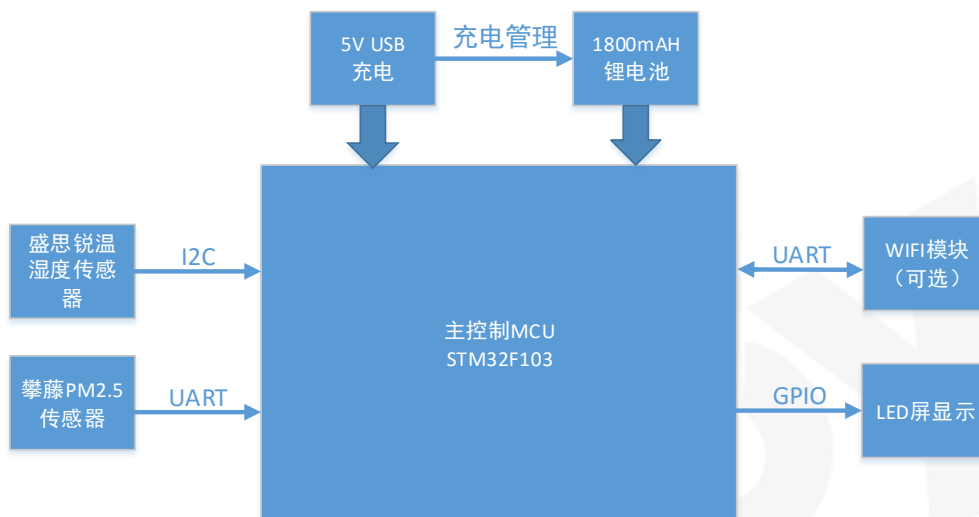 5V USB
充电
充电管理
1800mAH
锂电池
盛思锐温
湿度传感
器
I2C
攀藤PM2.5
传感器
UART
主控制MCU
STM32F103
UART
WIFI模块
（可选）
GPIO
LED屏显示